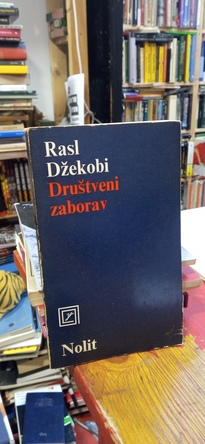 Rasl
Džekobi
Društveni
zaborav
Nolit